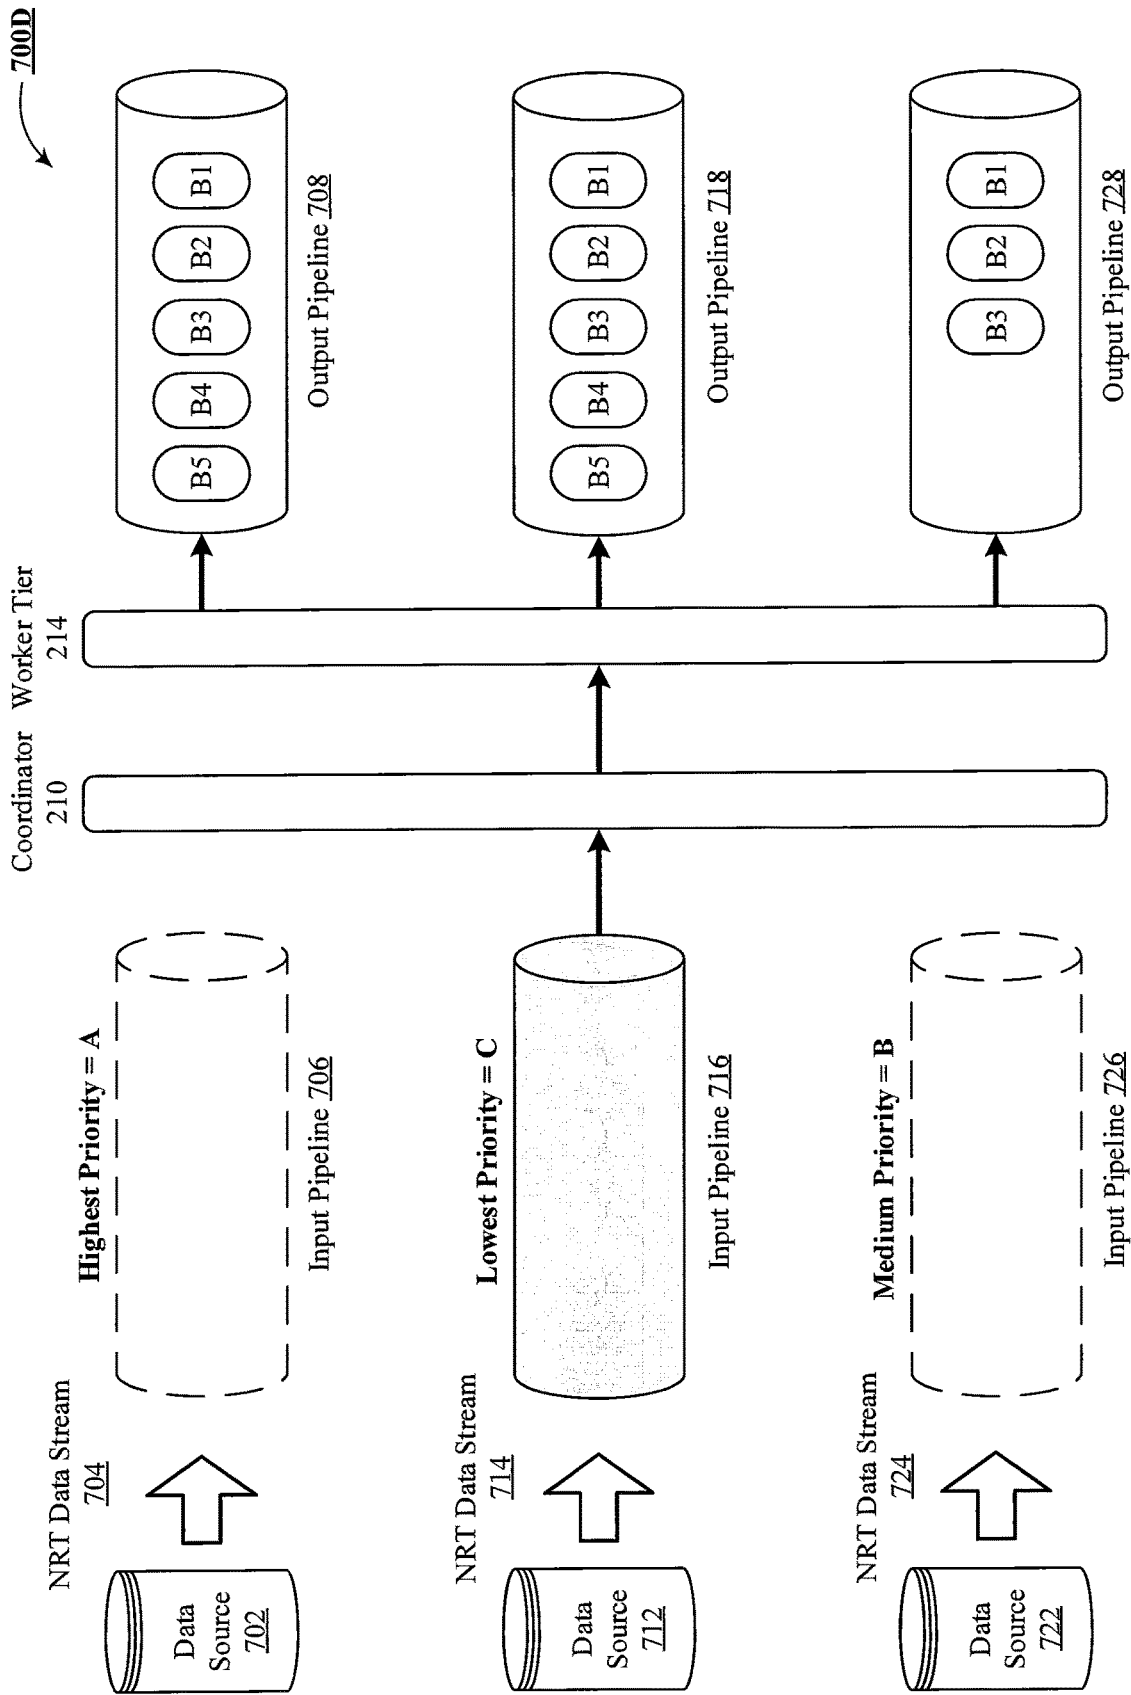 700D
Coordinator
210
Worker Tier
214
NRT Data Stream
704
Highest Priority = A
Data
Source
702
Input Pipeline 706
B5
B4
B3
B2
B1
Output Pipeline 708
NRT Data Stream
714
Lowest Priority = C
Data
Source
712
Input Pipeline 716
B5
B4
B3
B2
B1
Output Pipeline 718
NRT Data Stream
724
Medium Priority = B
Data
Source
722
Input Pipeline 726
B3
B2
B1
Output Pipeline 728